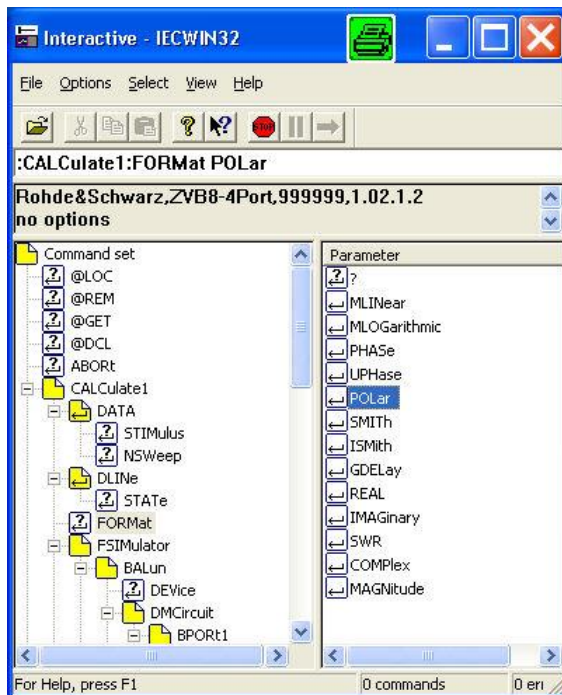 Interactive - IECWIN32
File Options Select View Help
STOP
:CALCulate1:FORMat POLar
Rohde&Schwarz,ZVB8-4Port,999999,1.02.1.2
no options
Command set
@LOC
@REM
@GET
@DCL
ABORt
CALCulate1
DATA
STIMulus
NSWeep
DLINe
STATe
FORMat
FSIMulator
BALun
DEVice
DMCircuit
BPORt1
Parameter
?
MLINear
MLOGarithmic
PHASe
UPHase
POLar
SMITh
ISMith
GDELay
REAL
IMAGinary
SWR
COMPlex
MAGNitude
For Help, press F1
0 commands
0 err